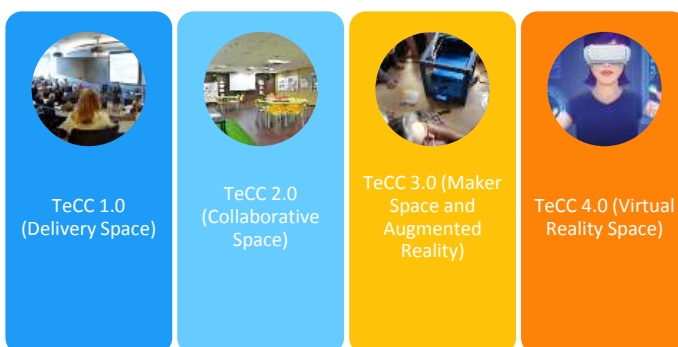 TeCC 1.0
(Delivery Space)
TeCC 2.0
(Collaborative
Space)
TeCC 3.0 (Maker
Space and
Augmented
Reality)
TeCC 4.0 (Virtual
Reality Space)